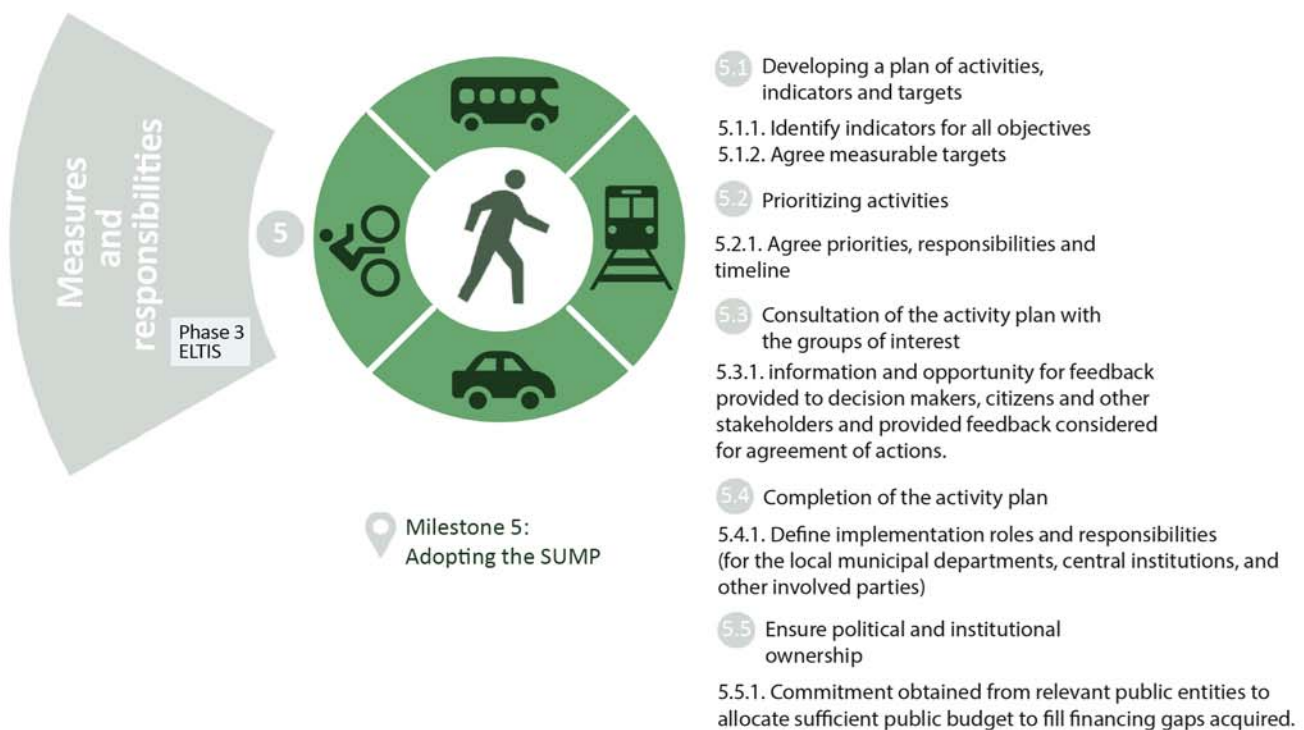 Measures
and
responsibilities
Phase 3
ELTIS
5
Milestone 5:
Adopting the SUMP
5.1 Developing a plan of activities,
indicators and targets
5.1.1. Identify indicators for all objectives
5.1.2. Agree measurable targets
5.2 Prioritizing activities
5.2.1. Agree priorities, responsibilities and
timeline
5.3 Consultation of the activity plan with
the groups of interest
5.3.1. information and opportunity for feedback
provided to decision makers, citizens and other
stakeholders and provided feedback considered
for agreement of actions.
5.4 Completion of the activity plan
5.4.1. Define implementation roles and responsibilities
(for the local municipal departments, central institutions, and
other involved parties)
5.5 Ensure political and institutional
ownership
5.5.1. Commitment obtained from relevant public entities to
allocate sufficient public budget to fill financing gaps acquired.